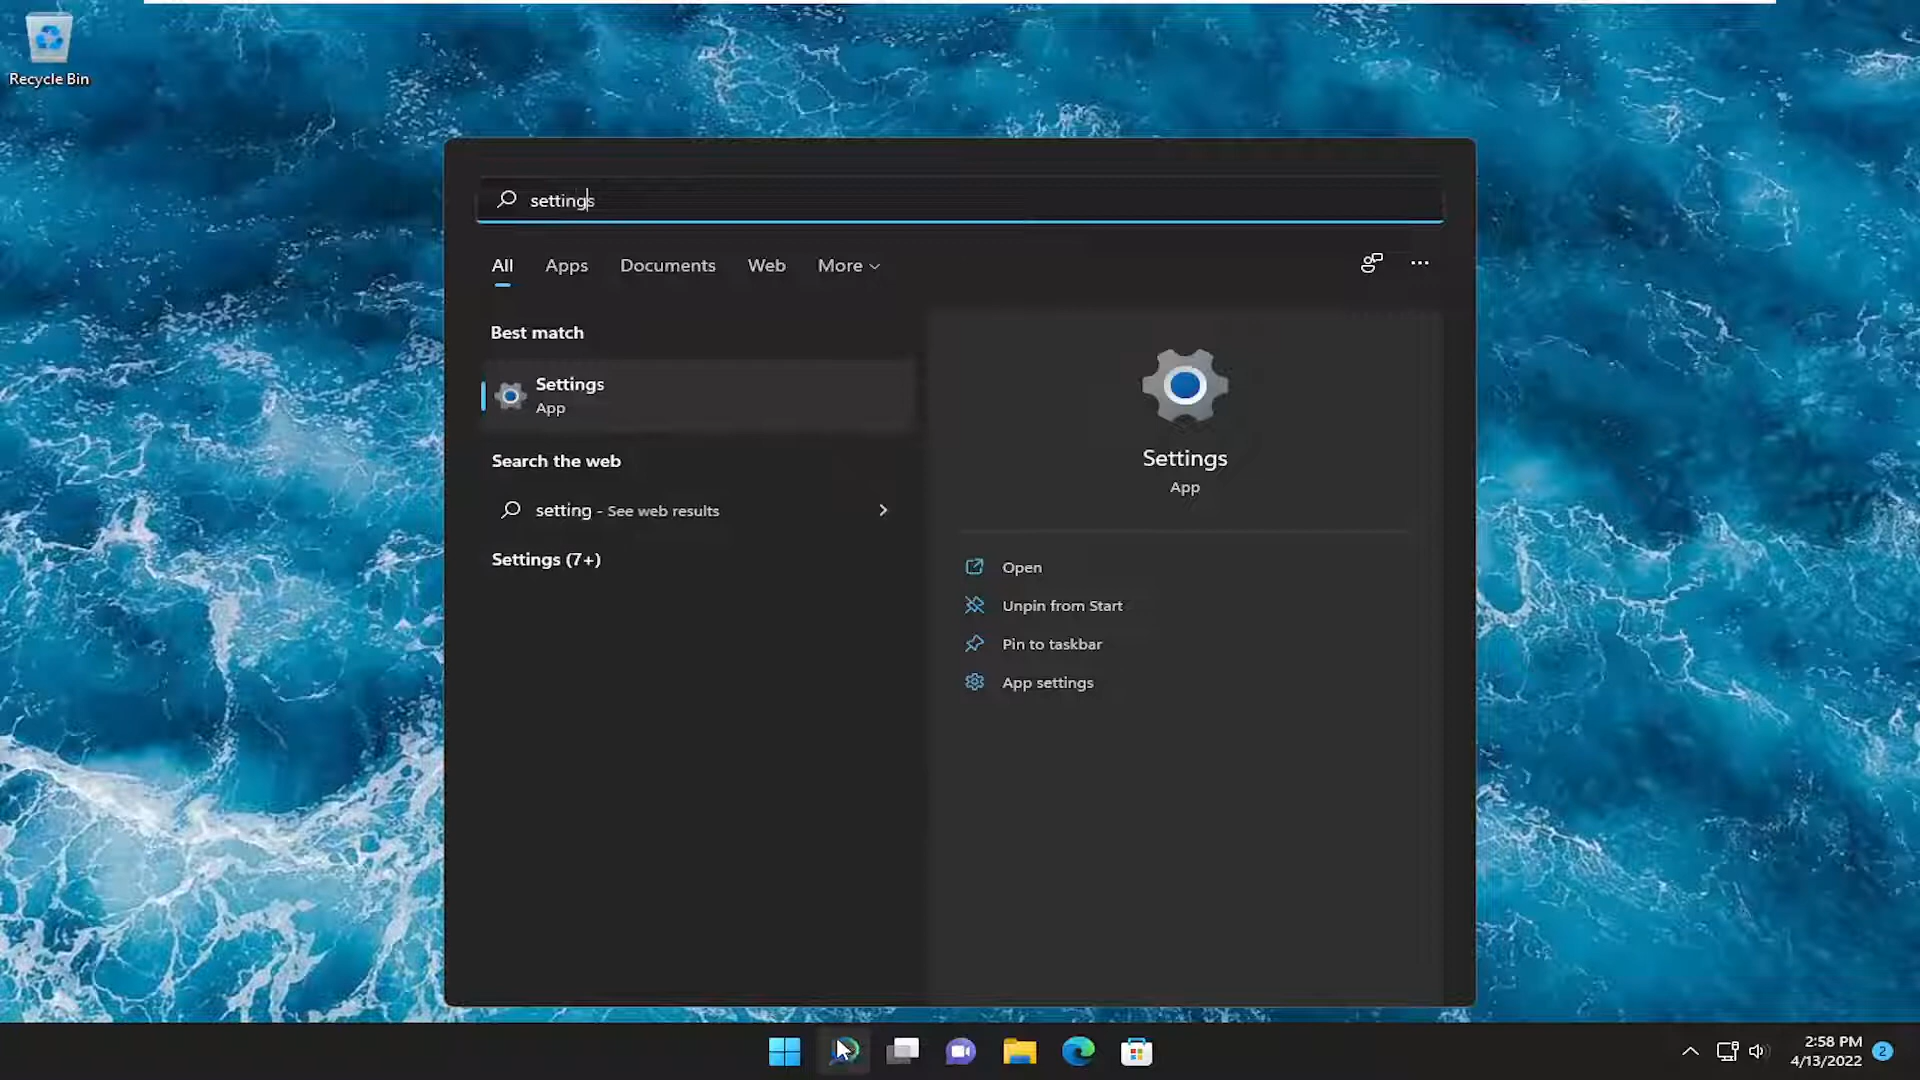 Recycle Bin
settings
All Apps Documents Web More
Best match
Settings
App
Search the web
setting - See web results
Settings (7+)
Settings
App
Open
Unpin from Start
Pin to taskbar
App settings
2:58 PM
4/13/2022
2